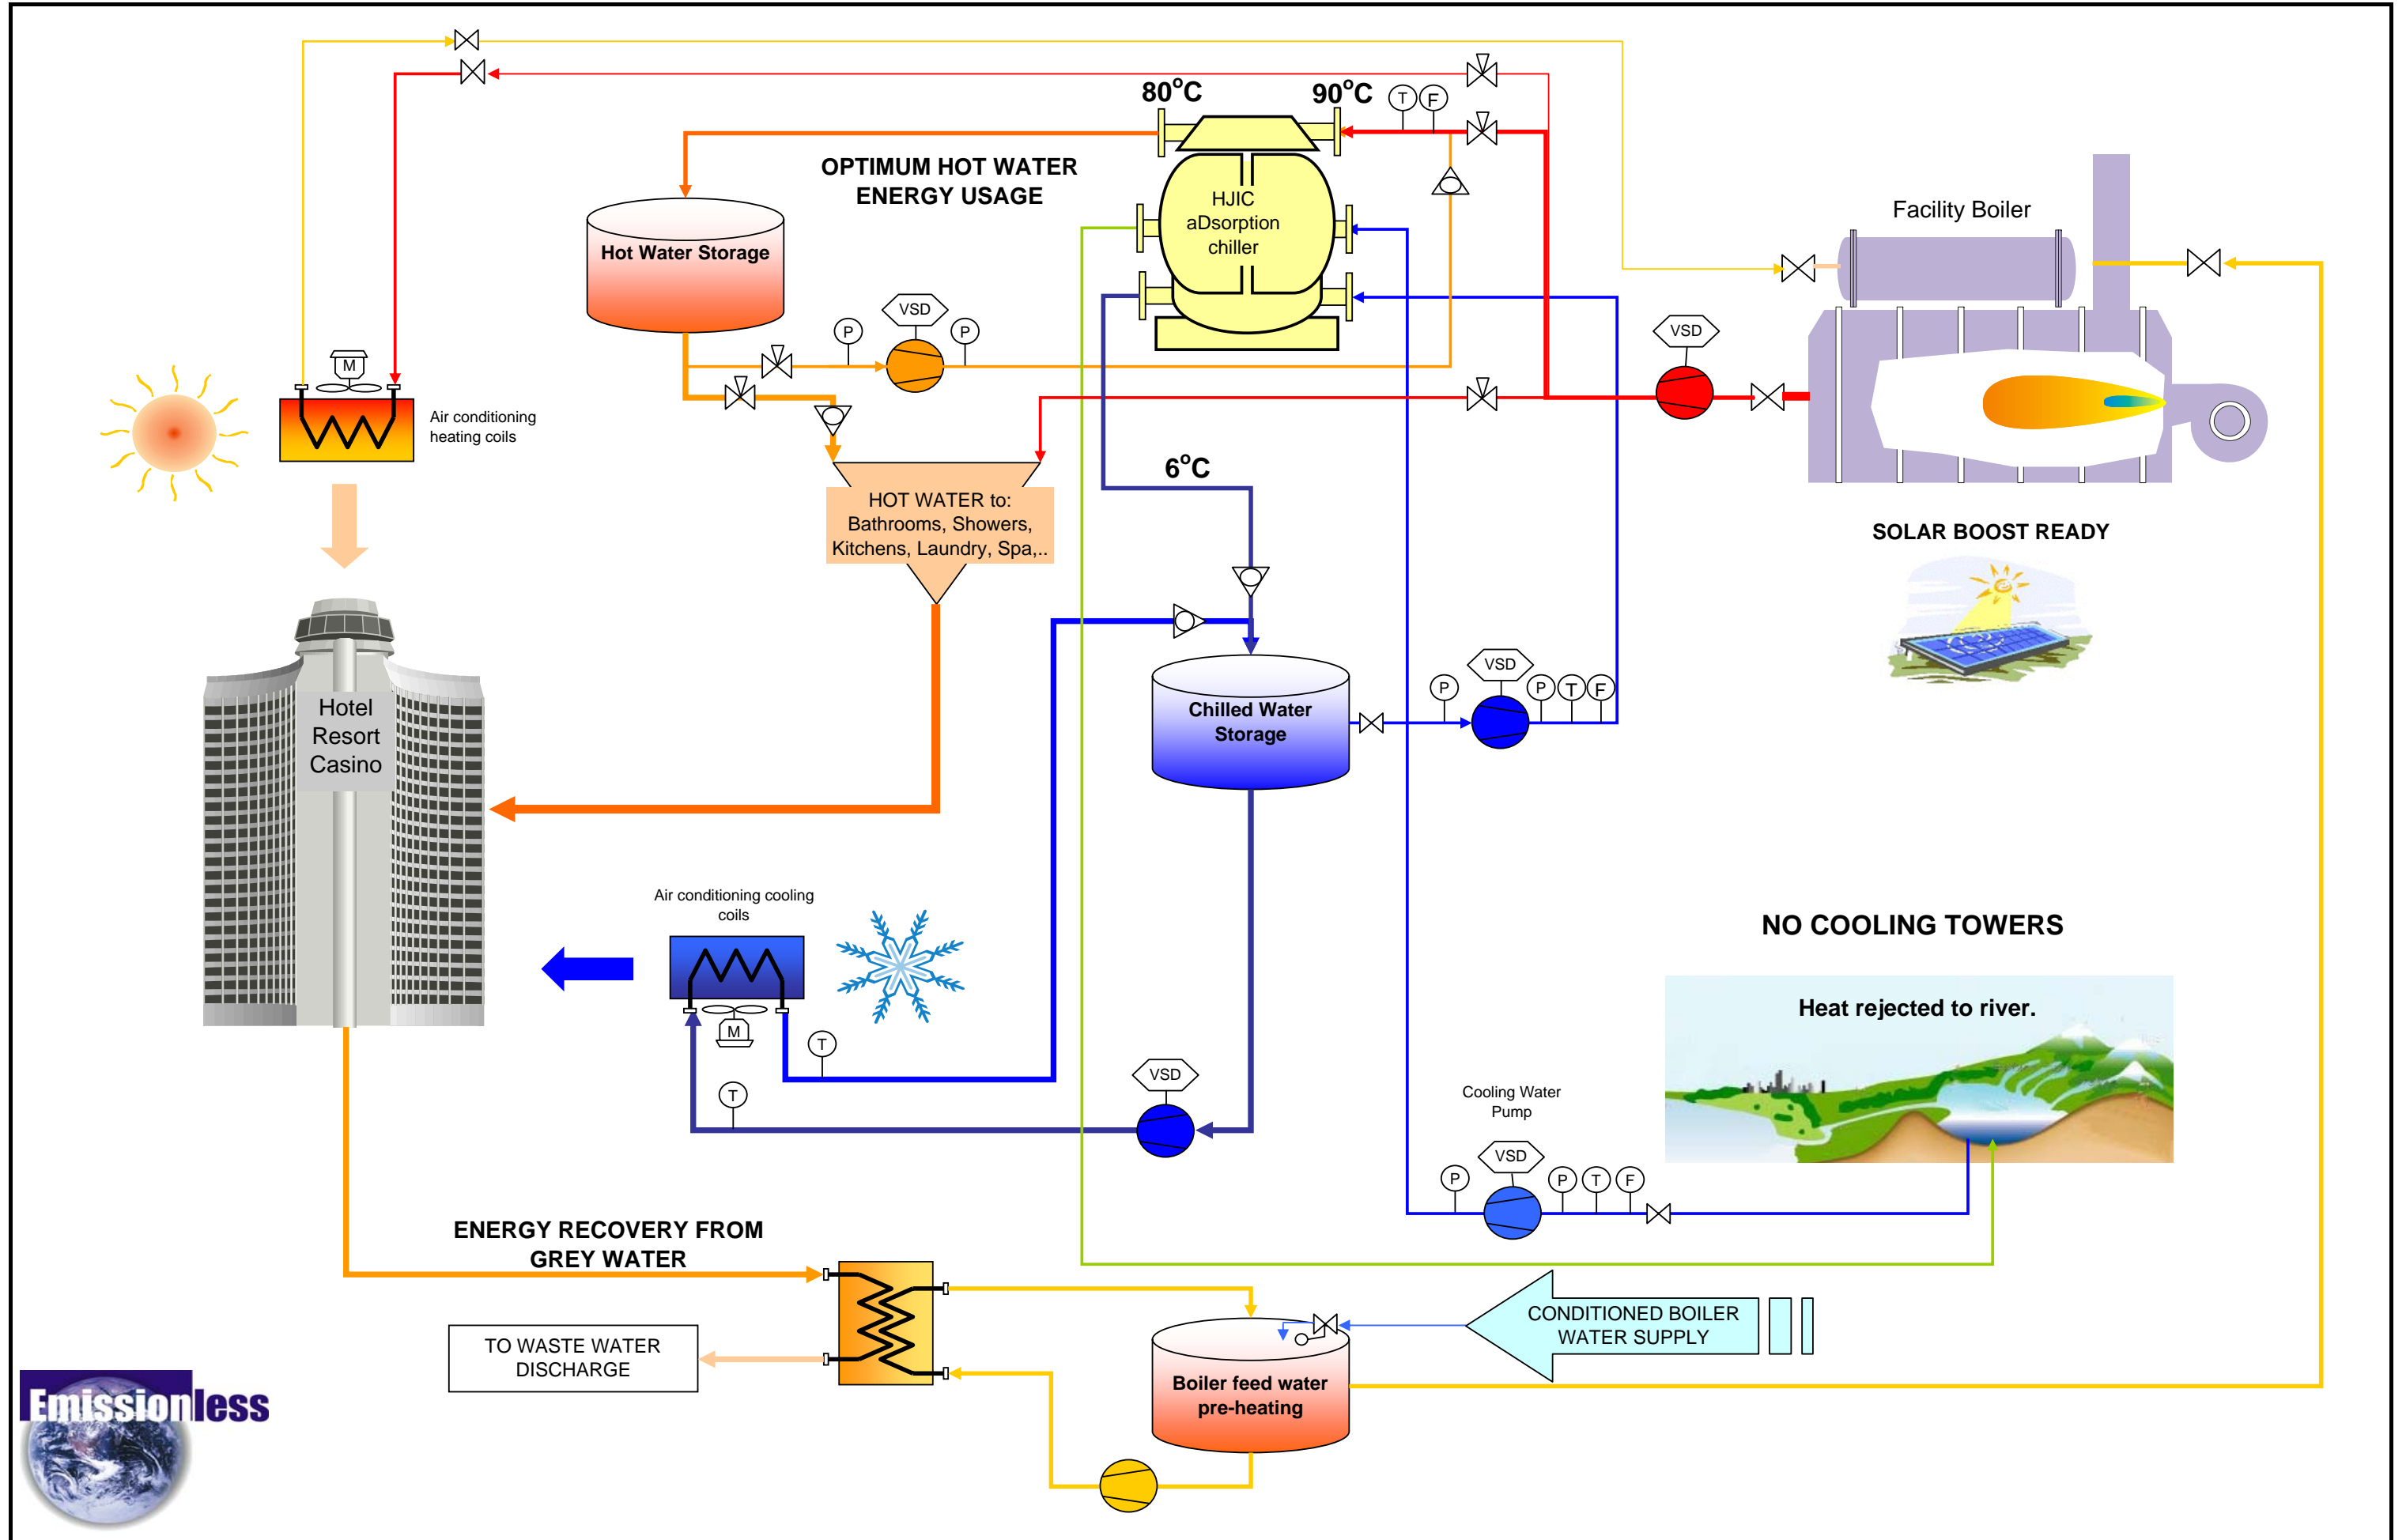 80°C
90°C
T
F
OPTIMUM HOT WATER
ENERGY USAGE
HJIC
aDsorption
chiller
Facility Boiler
Hot Water Storage
VSD
P
P
VSD
M
Air conditioning
heating coils
6°C
HOT WATER to:
Bathrooms, Showers,
Kitchens, Laundry, Spa,..
SOLAR BOOST READY
Hotel
Resort
Casino
VSD
P
P
T
F
Chilled Water
Storage
Air conditioning cooling
coils
NO COOLING TOWERS
Heat rejected to river.
M
T
T
VSD
Cooling Water
Pump
VSD
P
P
T
F
ENERGY RECOVERY FROM
GREY WATER
CONDITIONED BOILER
WATER SUPPLY
TO WASTE WATER
DISCHARGE
Boiler feed water
pre-heating
Emissionless